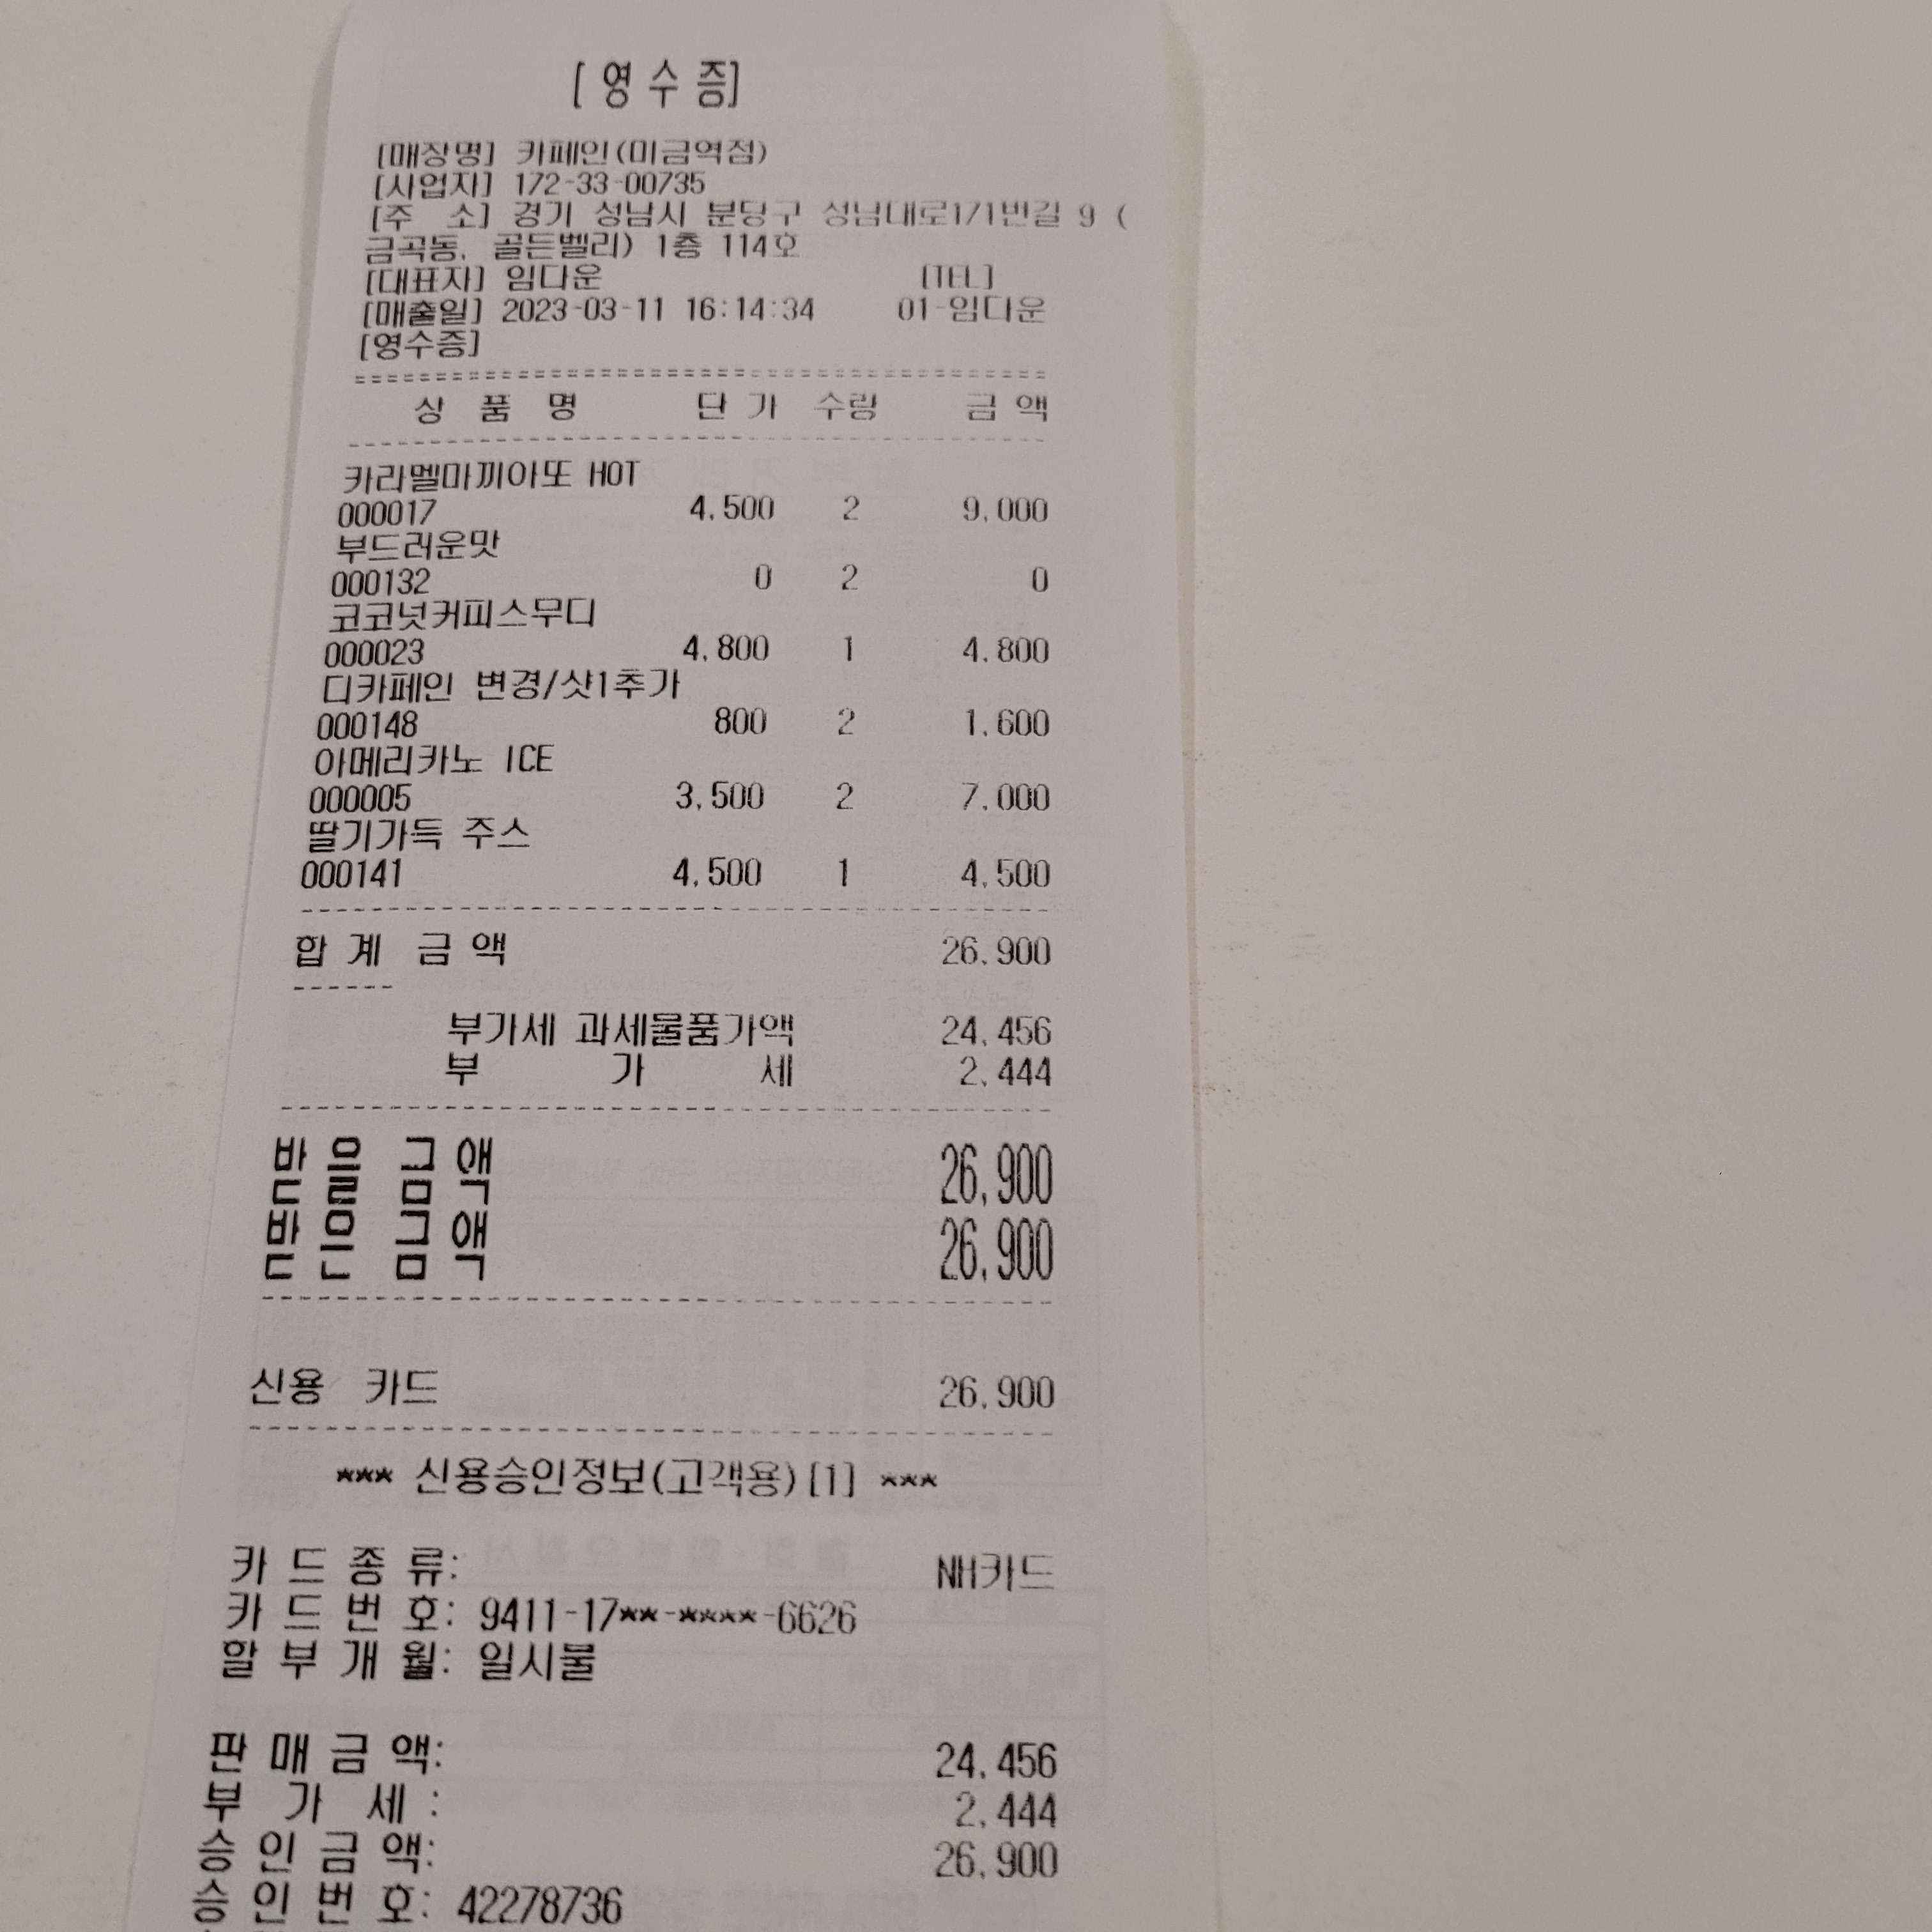 [ 영 수 증]
[매장명] 카페인(미금역점)
[사업자] 172-33-00735
[주 소] 경기 성남시 분당구 성남대로171번길 9 (
금곡동, 골든벨리) 1층 114호
[대표자] 임다운 [TEL]
[매출일] 2023-03-11 16:14:34 01-임다운
[영수증]
상 품 명 단 가 수량 금 액
카라멜마끼아또 HOT
000017 4,500 2 9,000
부드러운맛
000132 0 2 0
코코넛커피스무디
000023 4,800 1 4,800
디카페인 변경/샷1추가
000148 800 2 1,600
아메리카노 ICE
000005 3,500 2 7,000
딸기가득 주스
000141 4,500 1 4,500
합 계 금 액 26,900
부가세 과세물품가액 24,456
부 가 세 2,444
받 을 금 액 26,900
받 은 금 액 26,900
신용 카드 26,900
*** 신용승인정보(고객용)[1] ***
카 드 종 류: NH카드
카 드 번 호: 9411-17**-****-6626
할 부 개 월: 일시불
판 매 금 액: 24,456
부 가 세 : 2,444
승 인 금 액: 26,900
승 인 번 호: 42278736